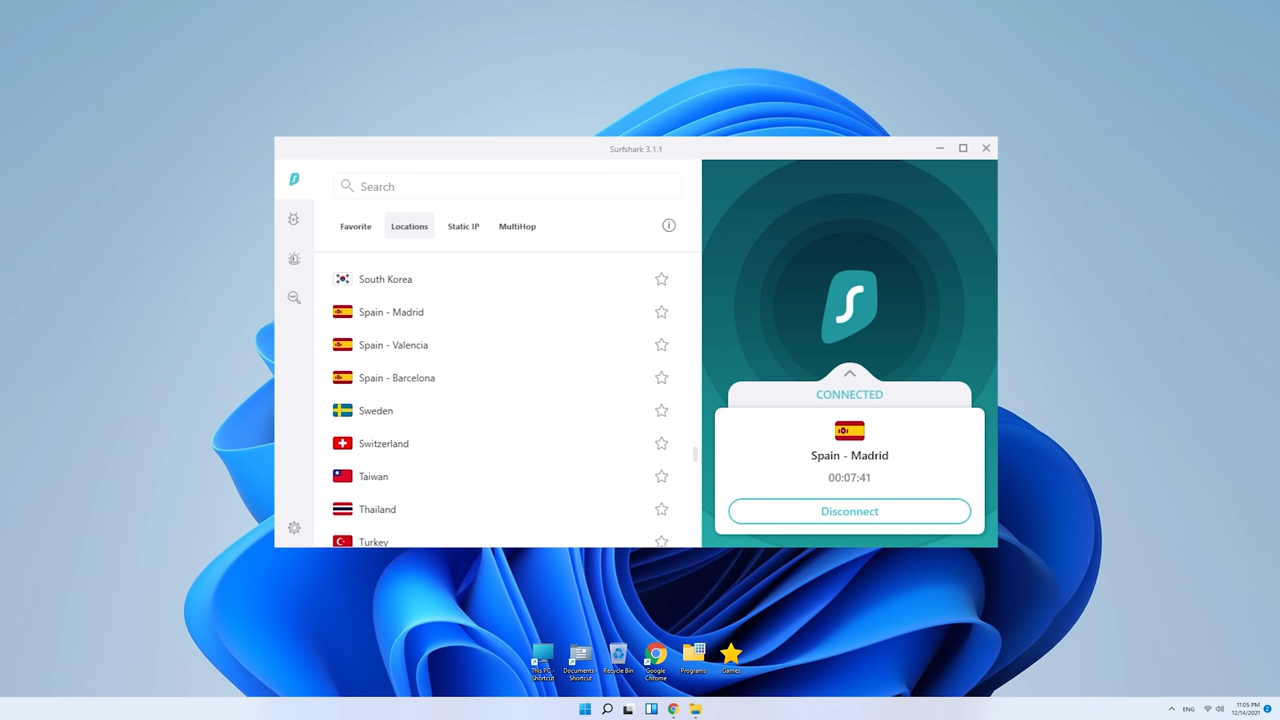 Surfshark 3.1.1
Search
Favorite Locations Static IP MultiHop
South Korea
Spain - Madrid
Spain - Valencia
Spain - Barcelona
Sweden
Switzerland
Taiwan
Thailand
Turkey
CONNECTED
Spain - Madrid
00:07:41
Disconnect
This PC - Shortcut
Documents - Shortcut
Recycle Bin
Google Chrome
Programs
Games
ENG
11:05 PM
12/14/2021
2